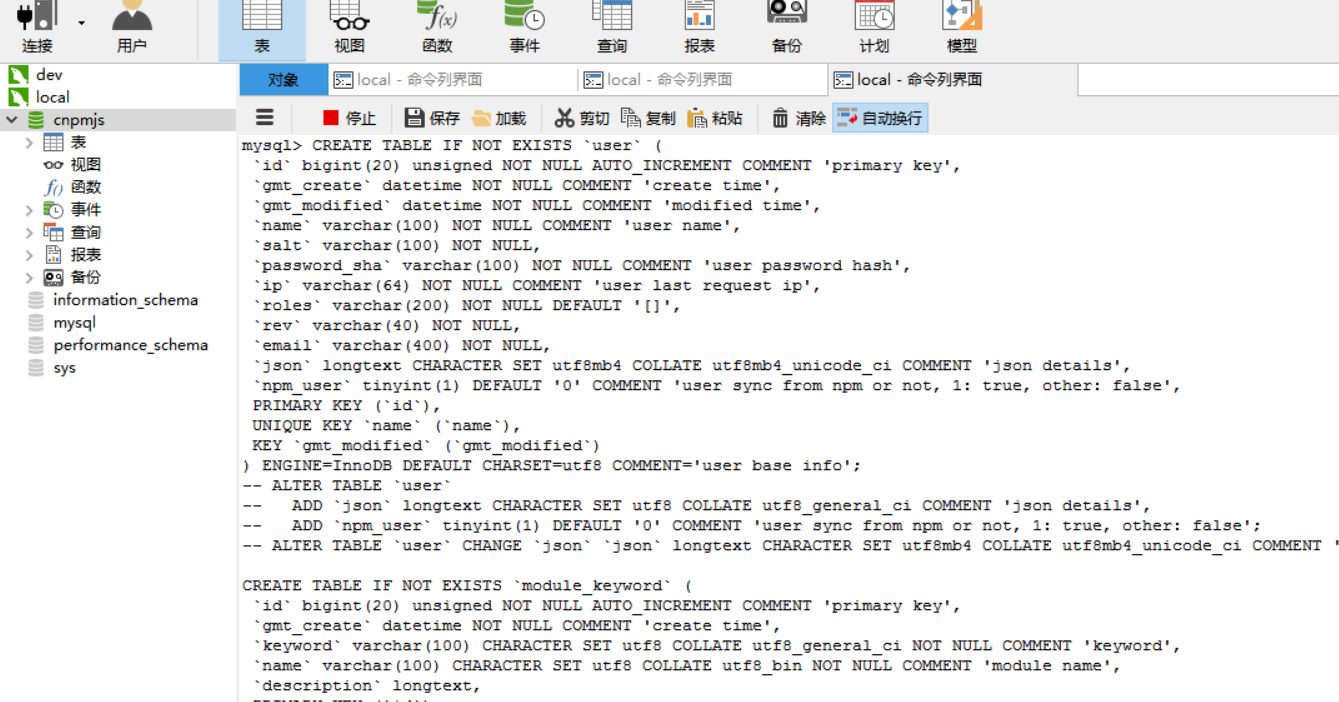 连接
用户
表
视图
f(x)
函数
事件
查询
报表
备份
计划
模型
dev
local
cnpmjs
表
视图
f() 函数
事件
查询
报表
备份
information_schema
mysql
performance_schema
sys
对象
local - 命令列界面
local - 命令列界面
local - 命令列界面
停止 保存 加载 剪切 复制 粘贴 清除 自动换行
mysql> CREATE TABLE IF NOT EXISTS `user` (
`id` bigint(20) unsigned NOT NULL AUTO_INCREMENT COMMENT 'primary key',
`gmt_create` datetime NOT NULL COMMENT 'create time',
`gmt_modified` datetime NOT NULL COMMENT 'modified time',
`name` varchar(100) NOT NULL COMMENT 'user name',
`salt` varchar(100) NOT NULL,
`password_sha` varchar(100) NOT NULL COMMENT 'user password hash',
`ip` varchar(64) NOT NULL COMMENT 'user last request ip',
`roles` varchar(200) NOT NULL DEFAULT '[]',
`rev` varchar(40) NOT NULL,
`email` varchar(400) NOT NULL,
`json` longtext CHARACTER SET utf8mb4 COLLATE utf8mb4_unicode_ci COMMENT 'json details',
`npm_user` tinyint(1) DEFAULT '0' COMMENT 'user sync from npm or not, 1: true, other: false',
PRIMARY KEY (`id`),
UNIQUE KEY `name` (`name`),
KEY `gmt_modified` (`gmt_modified`)
) ENGINE=InnoDB DEFAULT CHARSET=utf8 COMMENT='user base info';
-- ALTER TABLE `user`
--   ADD `json` longtext CHARACTER SET utf8 COLLATE utf8_general_ci COMMENT 'json details',
--   ADD `npm_user` tinyint(1) DEFAULT '0' COMMENT 'user sync from npm or not, 1: true, other: false';
-- ALTER TABLE `user` CHANGE `json` `json` longtext CHARACTER SET utf8mb4 COLLATE utf8mb4_unicode_ci COMMENT '
CREATE TABLE IF NOT EXISTS `module_keyword` (
`id` bigint(20) unsigned NOT NULL AUTO_INCREMENT COMMENT 'primary key',
`gmt_create` datetime NOT NULL COMMENT 'create time',
`keyword` varchar(100) CHARACTER SET utf8 COLLATE utf8_general_ci NOT NULL COMMENT 'keyword',
`name` varchar(100) CHARACTER SET utf8 COLLATE utf8_bin NOT NULL COMMENT 'module name',
`description` longtext,